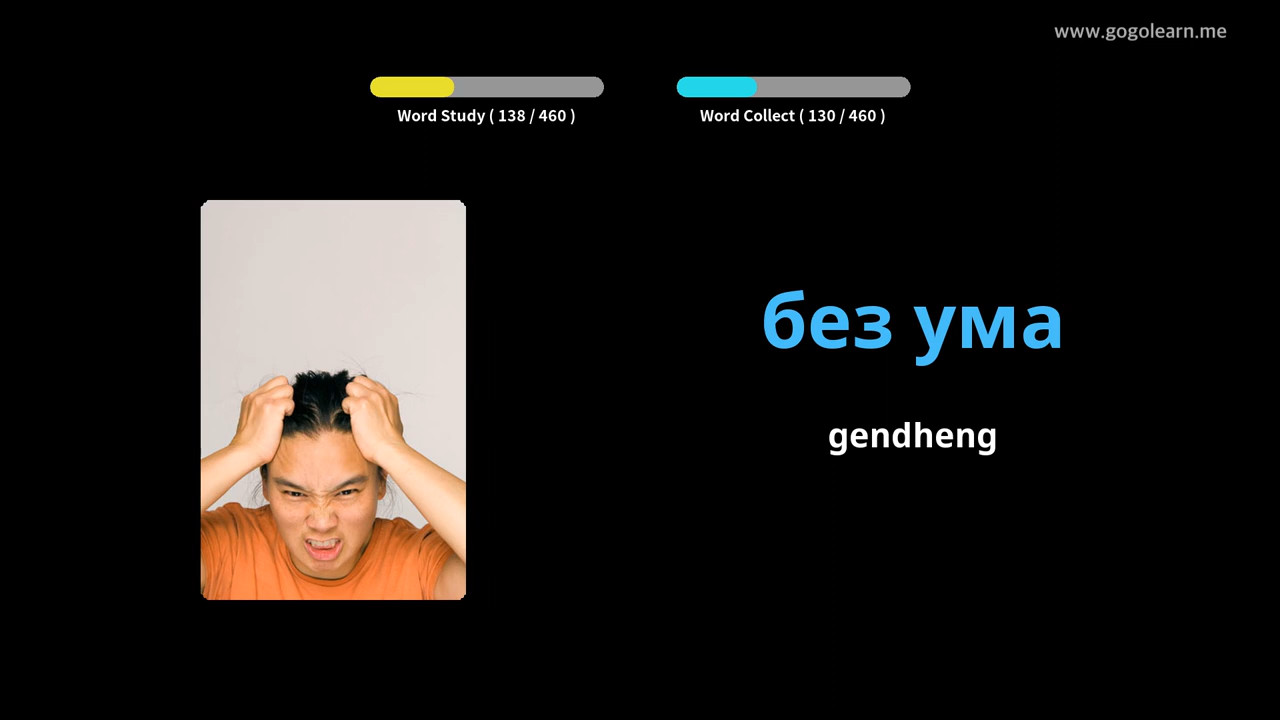 www.gogolearn.me
Word Study ( 138 / 460 )
Word Collect ( 130 / 460 )
без ума
gendheng